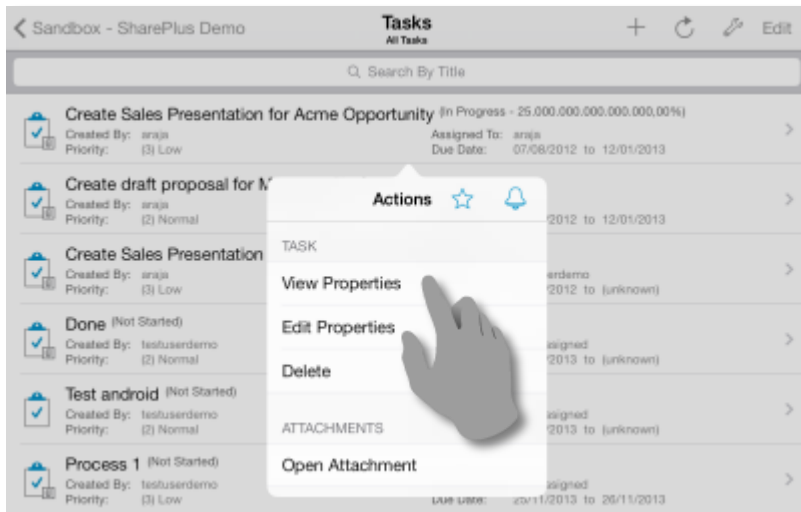 Sandbox - SharePlus Demo
Tasks
All Tasks
Edit
Search By Title
Create Sales Presentation for Acme Opportunity (In Progress - 25.000.000.000.000.000,00%)
Created By: araja
Assigned To: araja
Priority: (3) Low
Due Date: 07/08/2012 to 12/01/2013
Create draft proposal for
Created By: araja
Priority: (2) Normal
2012 to 12/01/2013
Create Sales Presentation
Created By: araja
Priority: (3) Low
2012 to (unknown)
Done (Not Started)
Created By: testuserdemo
Priority: (2) Normal
2013 to (unknown)
Test android (Not Started)
Created By: testuserdemo
Priority: (2) Normal
2013 to (unknown)
Process 1 (Not Started)
Created By: testuserdemo
Priority: (3) Low
Due Date: 25/11/2013 to 26/11/2013
Actions
TASK
View Properties
Edit Properties
Delete
ATTACHMENTS
Open Attachment